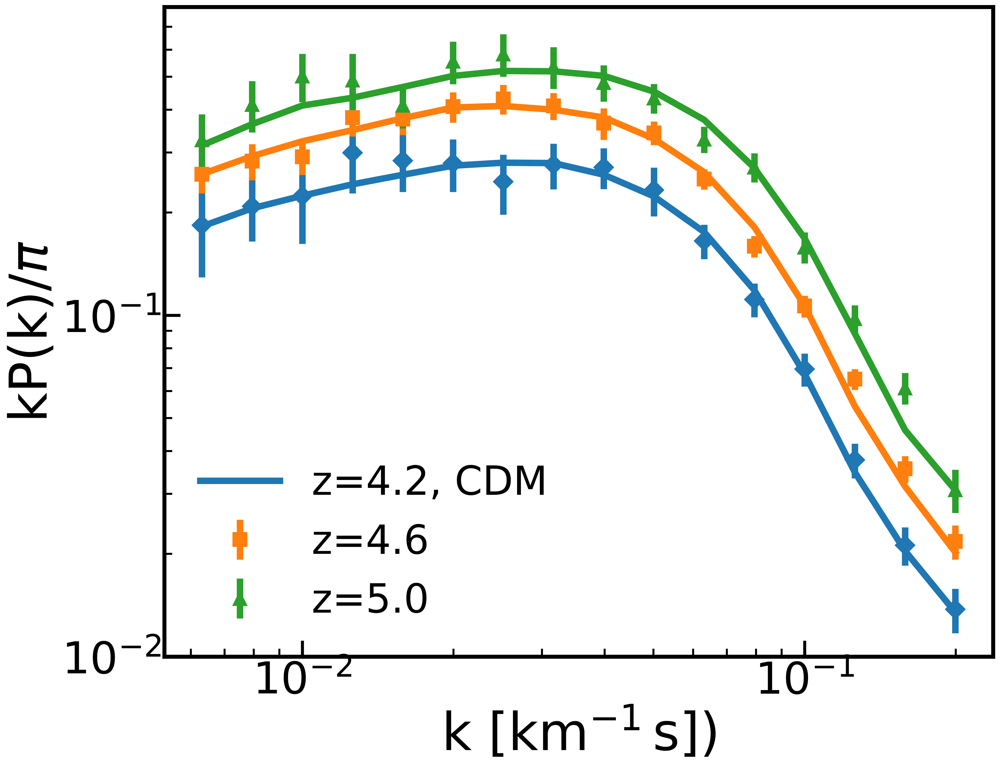 kP(k)/π
10⁻¹
10⁻²
z=4.2, CDM
z=4.6
z=5.0
10⁻² 10⁻¹
k [km⁻¹ s])